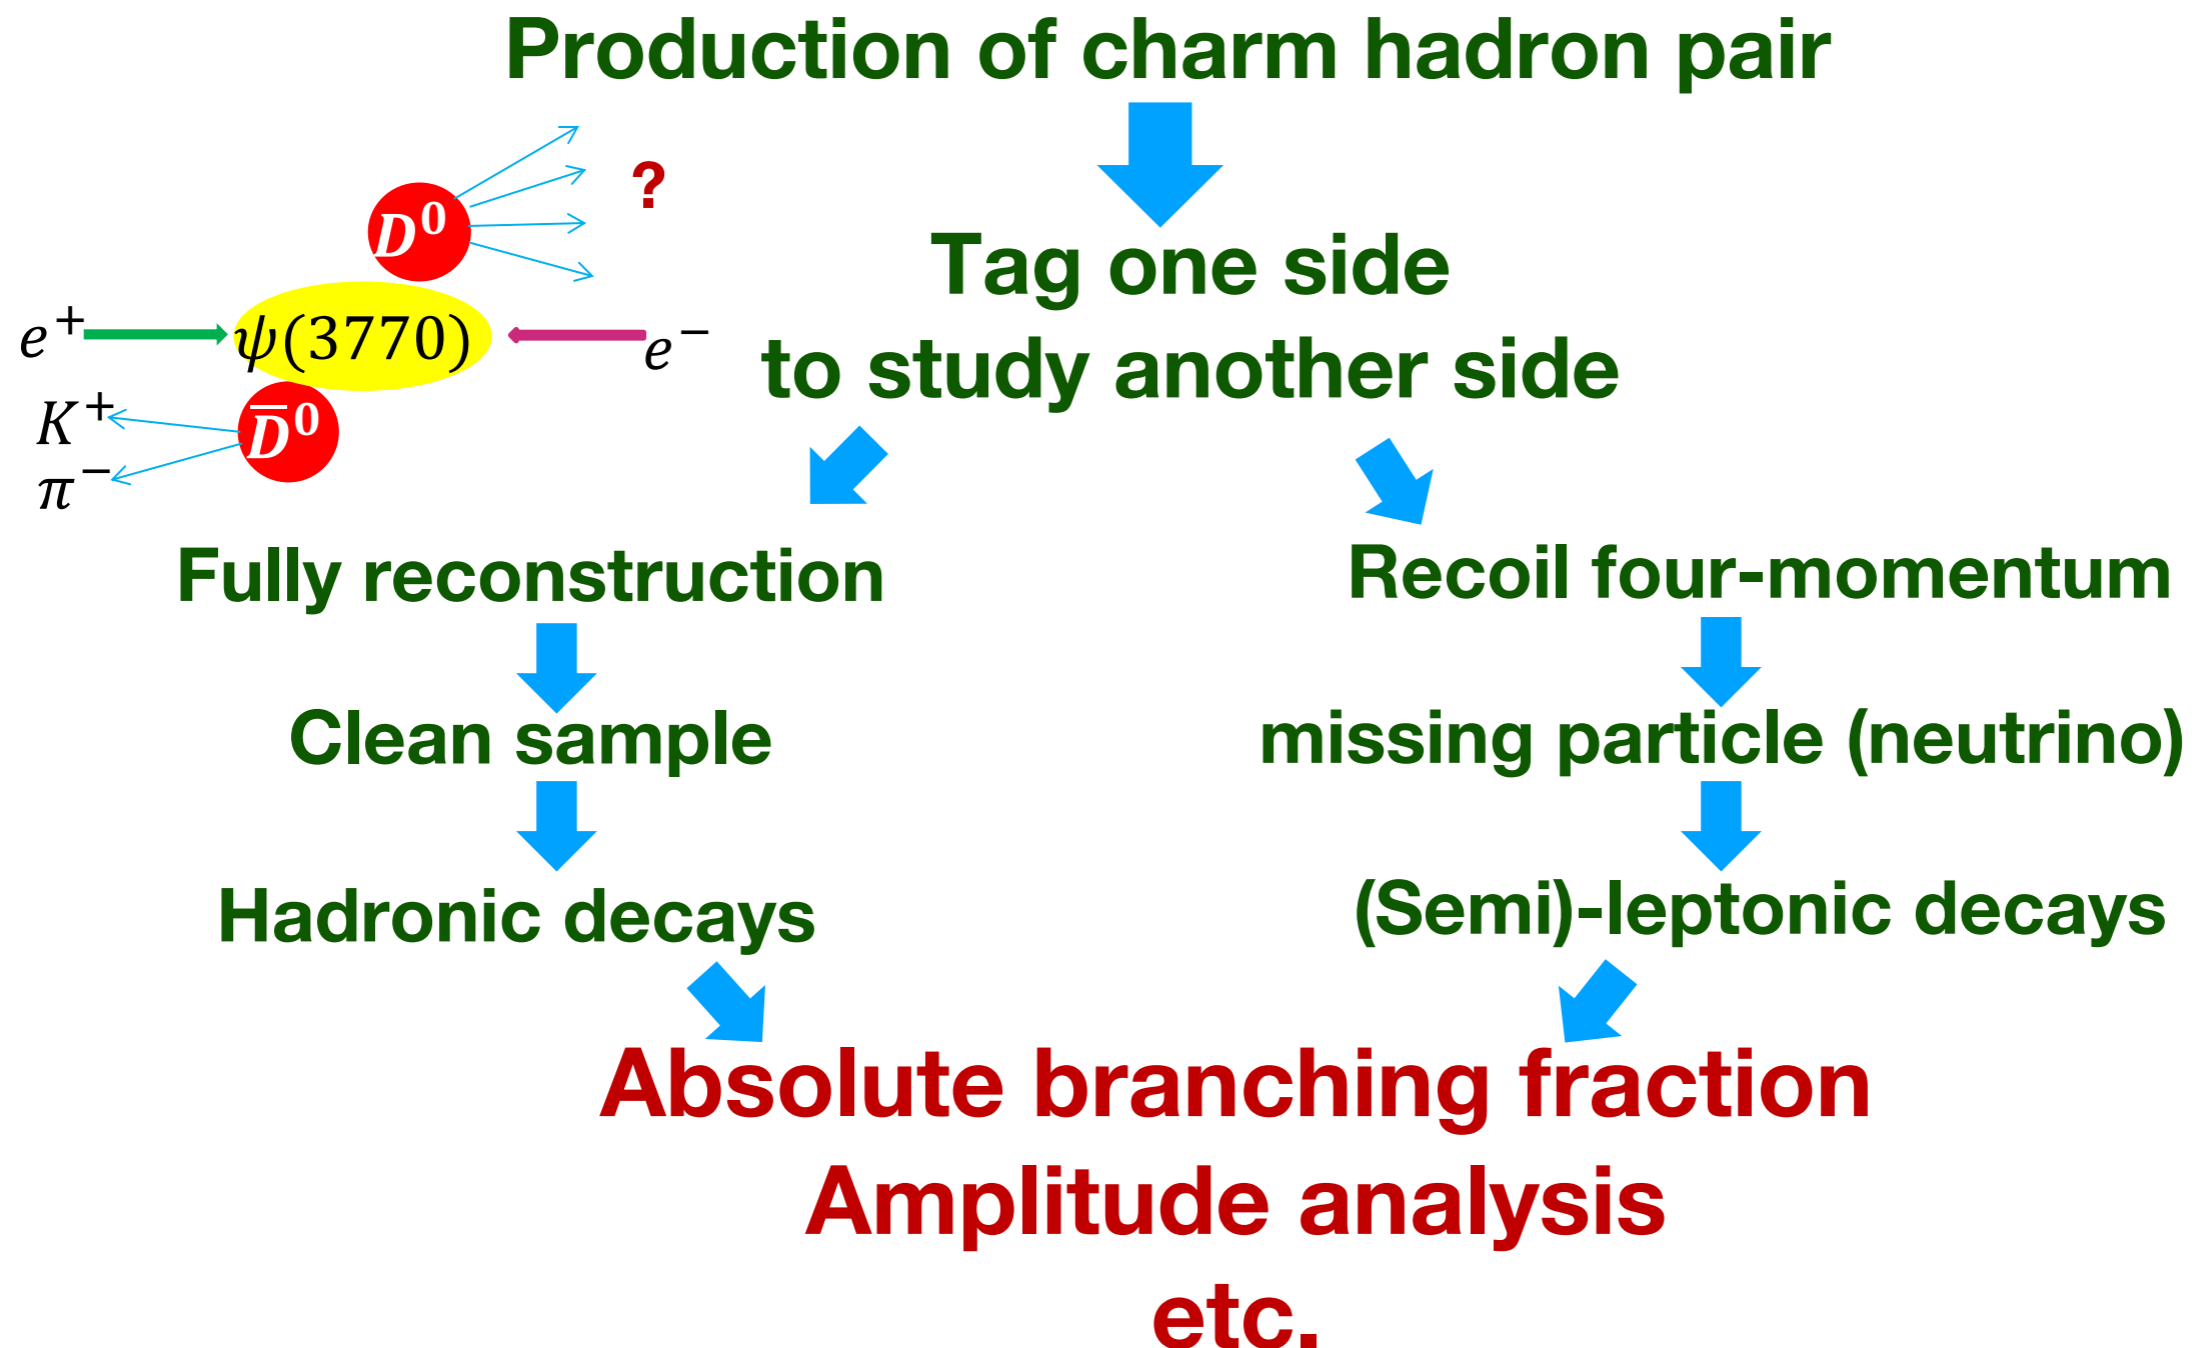 Production of charm hadron pair
?
D⁰
Tag one side
e⁺ ψ(3770) e⁻
to study another side
K⁺ D̅⁰
π⁻
Fully reconstruction
Recoil four-momentum
Clean sample
missing particle (neutrino)
Hadronic decays
(Semi)-leptonic decays
Absolute branching fraction
Amplitude analysis
etc.